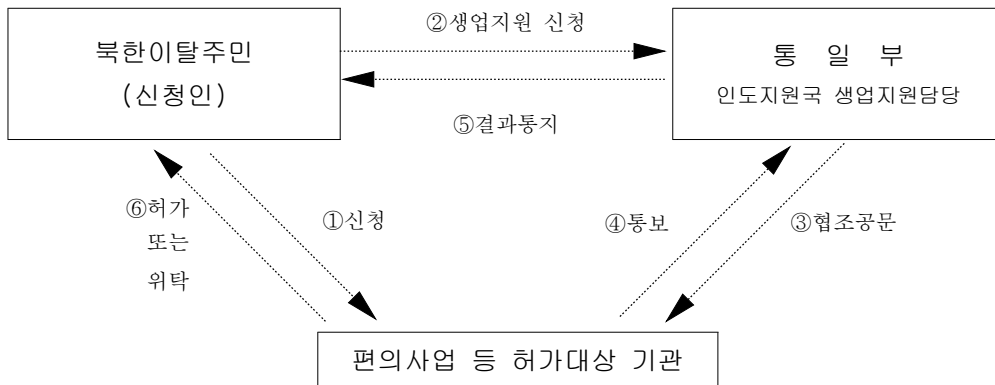 ②생업지원 신청
북한이탈주민
(신청인)
통 일 부
인도지원국 생업지원담당
⑤결과통지
⑥허가
또는
위탁
①신청
④통보
③협조공문
편의사업 등 허가대상 기관